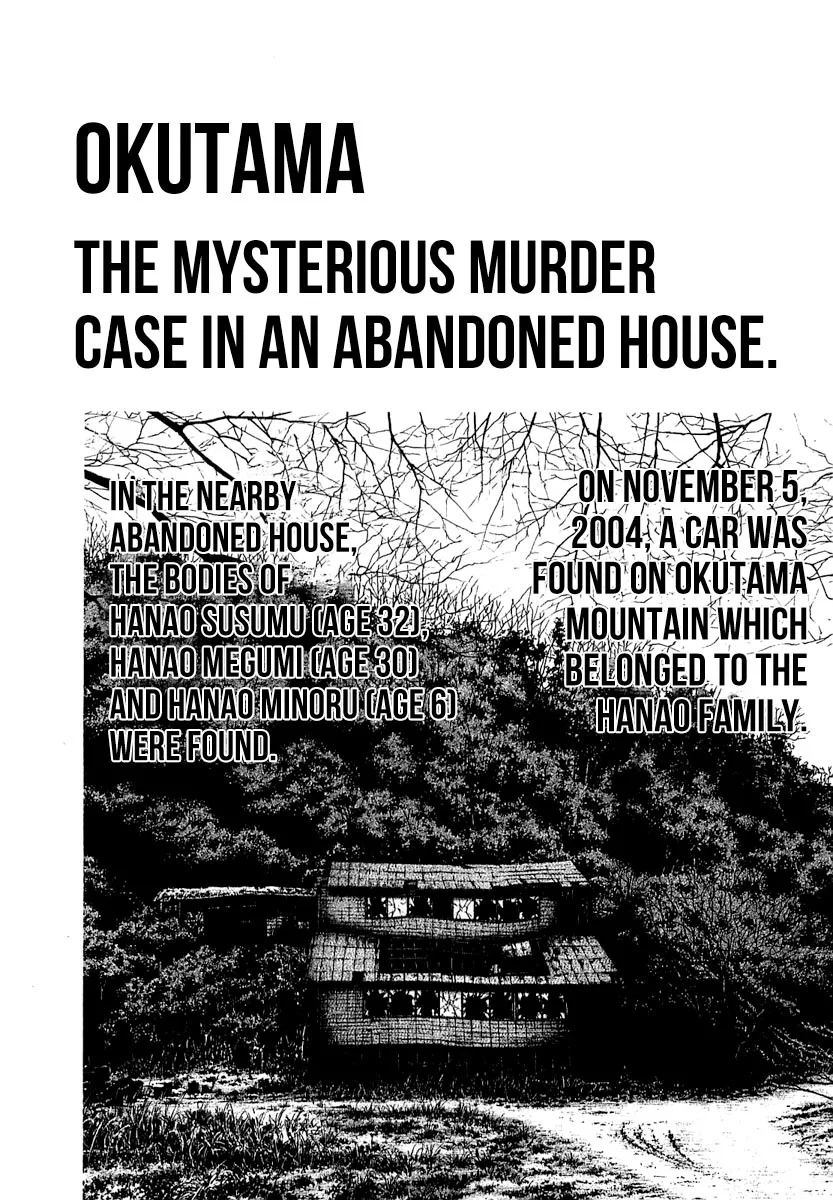 OKUTAMA
THE MYSTERIOUS MURDER
CASE IN AN ABANDONED HOUSE.
ON NOVEMBER 5,
2004, A CAR WAS
FOUND ON OKUTAMA
MOUNTAIN WHICH
BELONGED TO THE
HANAO FAMILY.
IN THE NEARBY
ABANDONED HOUSE,
THE BODIES OF
HANAO SUSUMU (AGE 32),
HANAO MEGUMI (AGE 30)
AND HANAO MINORU (AGE 6)
WERE FOUND.